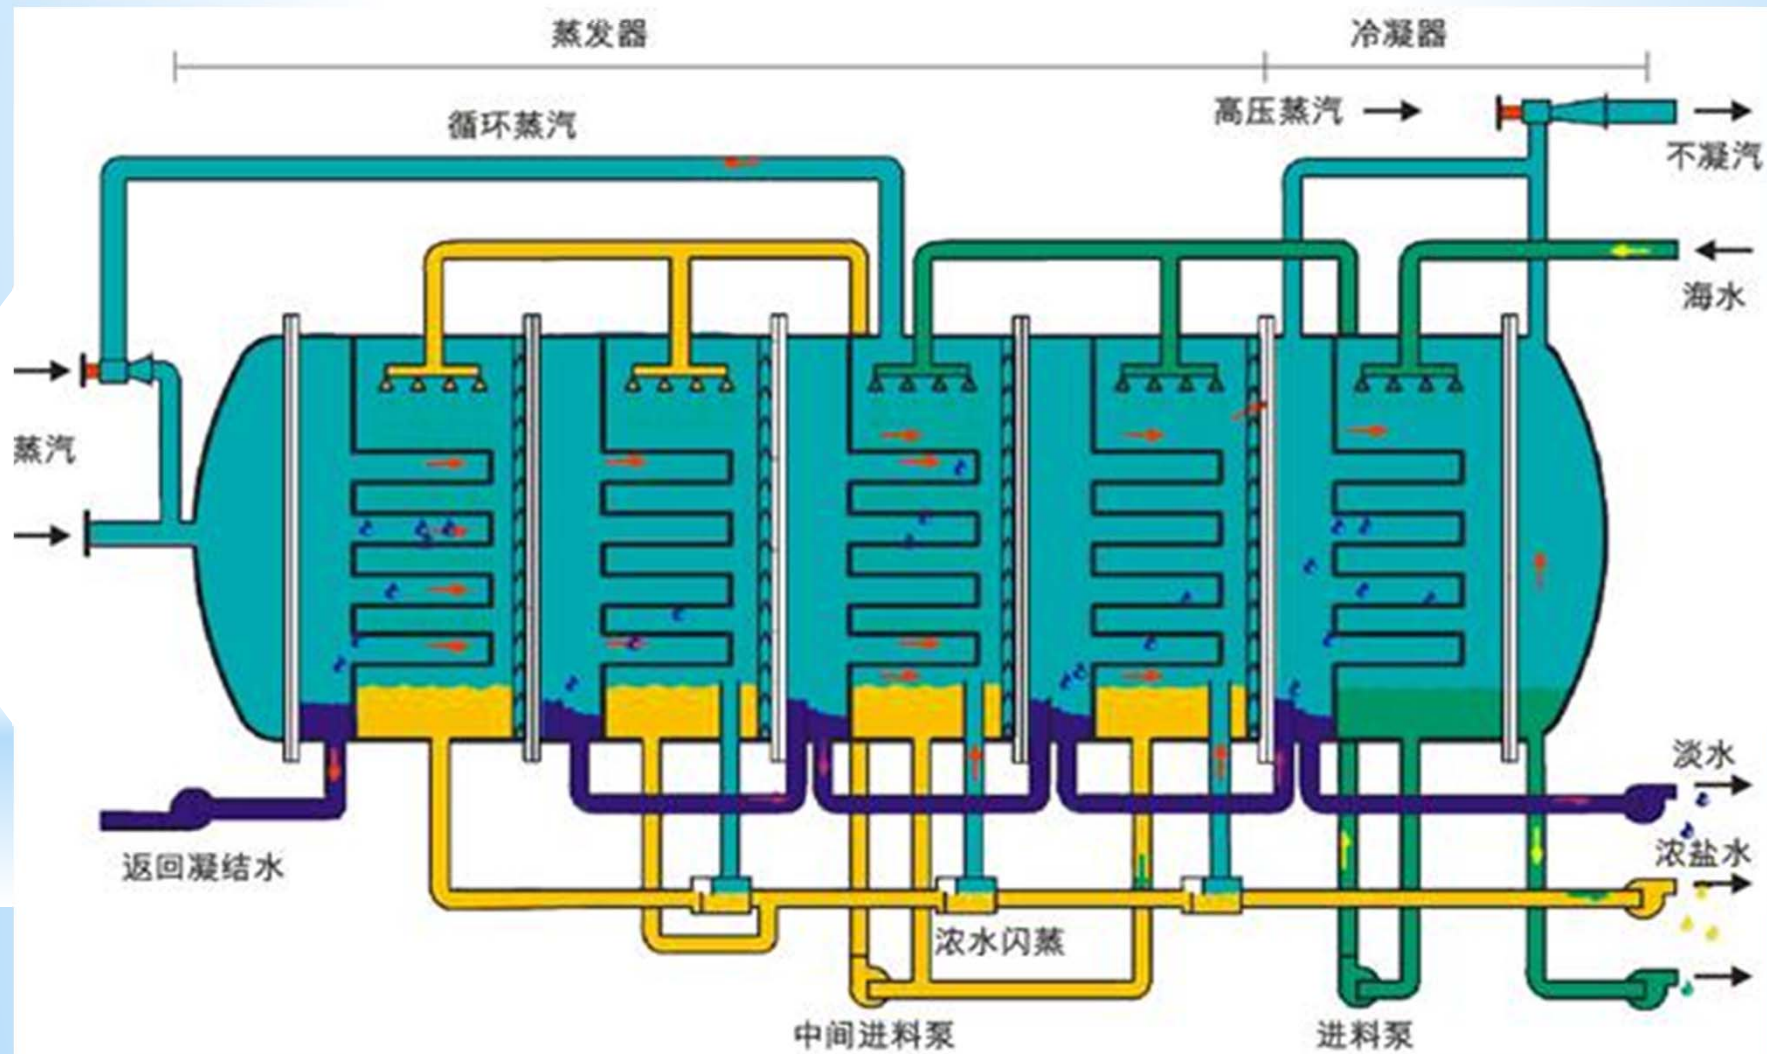 蒸发器
冷凝器
高压蒸汽
循环蒸汽
不凝汽
海水
蒸汽
淡水
返回凝结水
浓盐水
浓水闪蒸
中间进料泵
进料泵